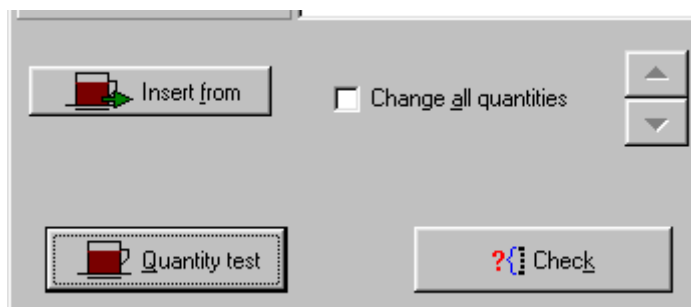 Insert from
Change all quantities
Quantity test
?{ Check